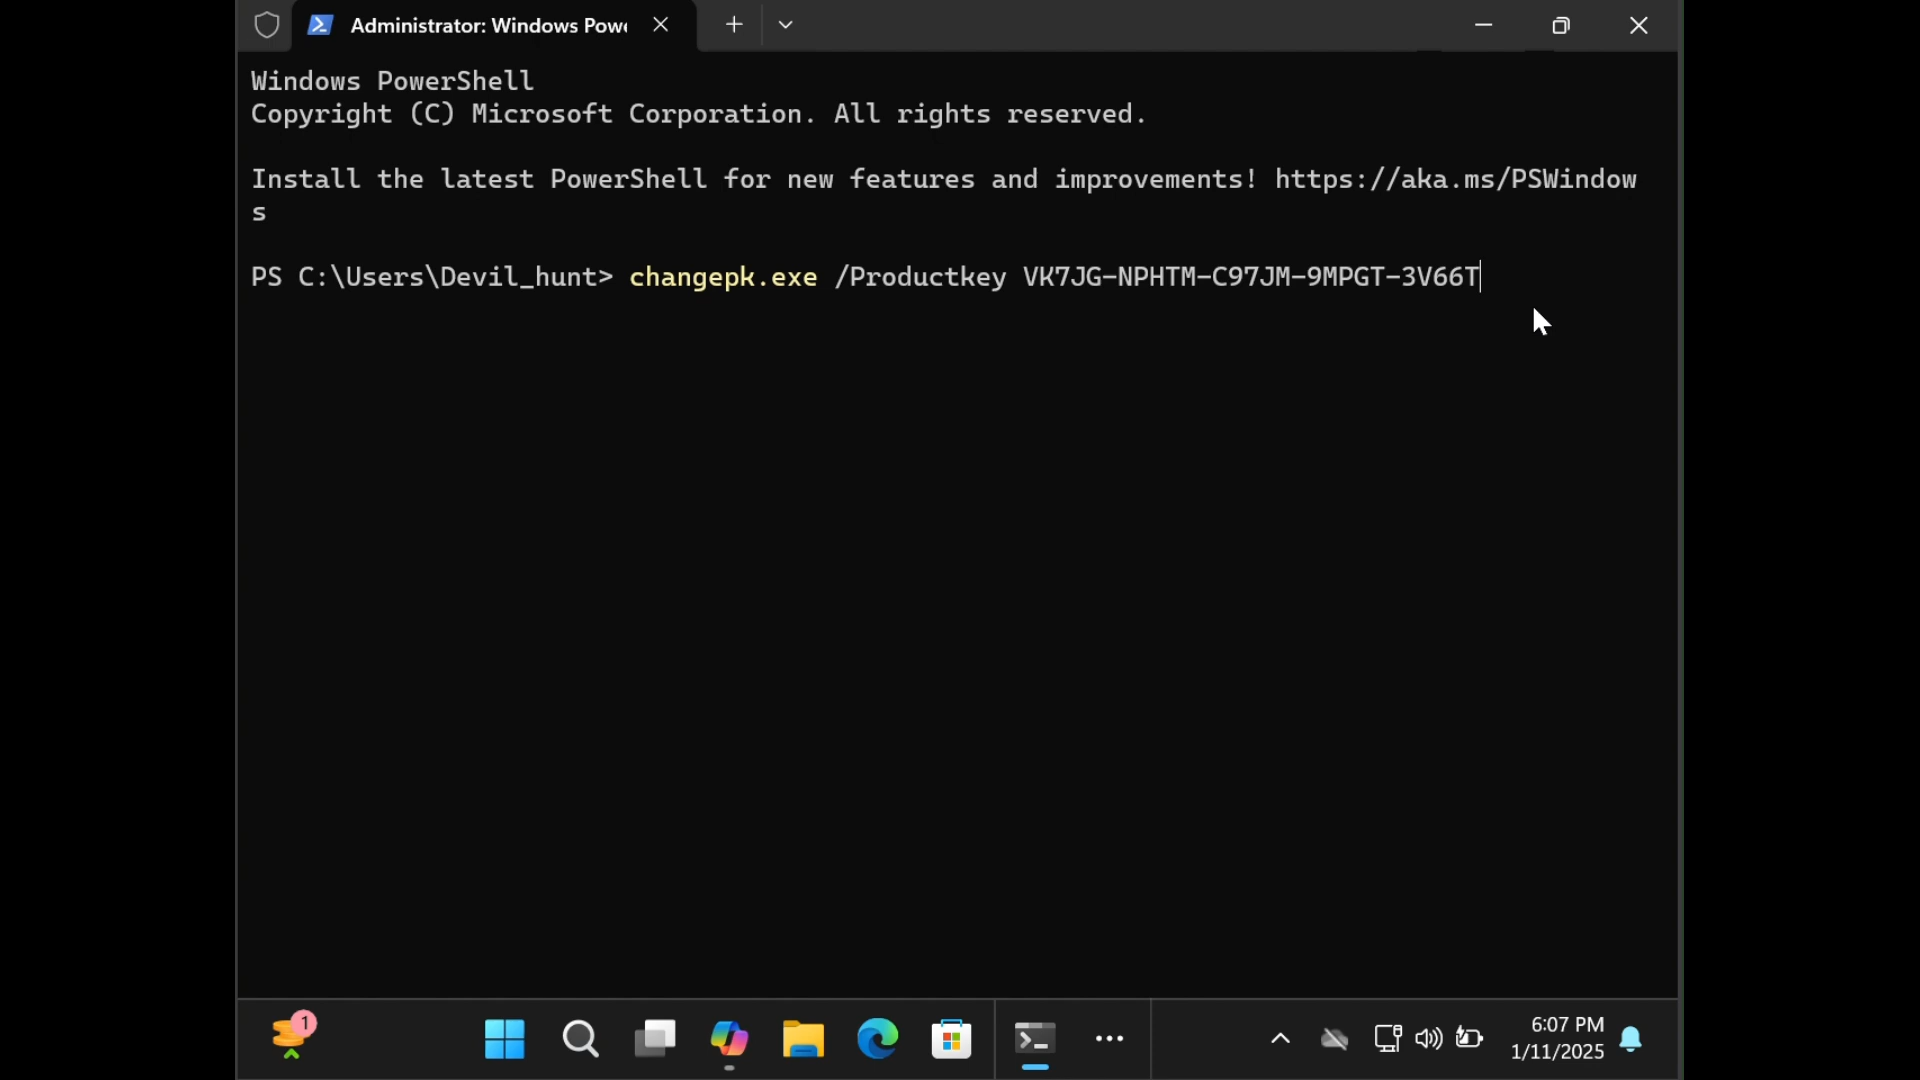 Administrator: Windows Powe
Windows PowerShell
Copyright (C) Microsoft Corporation. All rights reserved.
Install the latest PowerShell for new features and improvements! https://aka.ms/PSWindow
s
PS C:\Users\Devil_hunt> changepk.exe /Productkey VK7JG-NPHTM-C97JM-9MPGT-3V66T
1
6:07 PM
1/11/2025